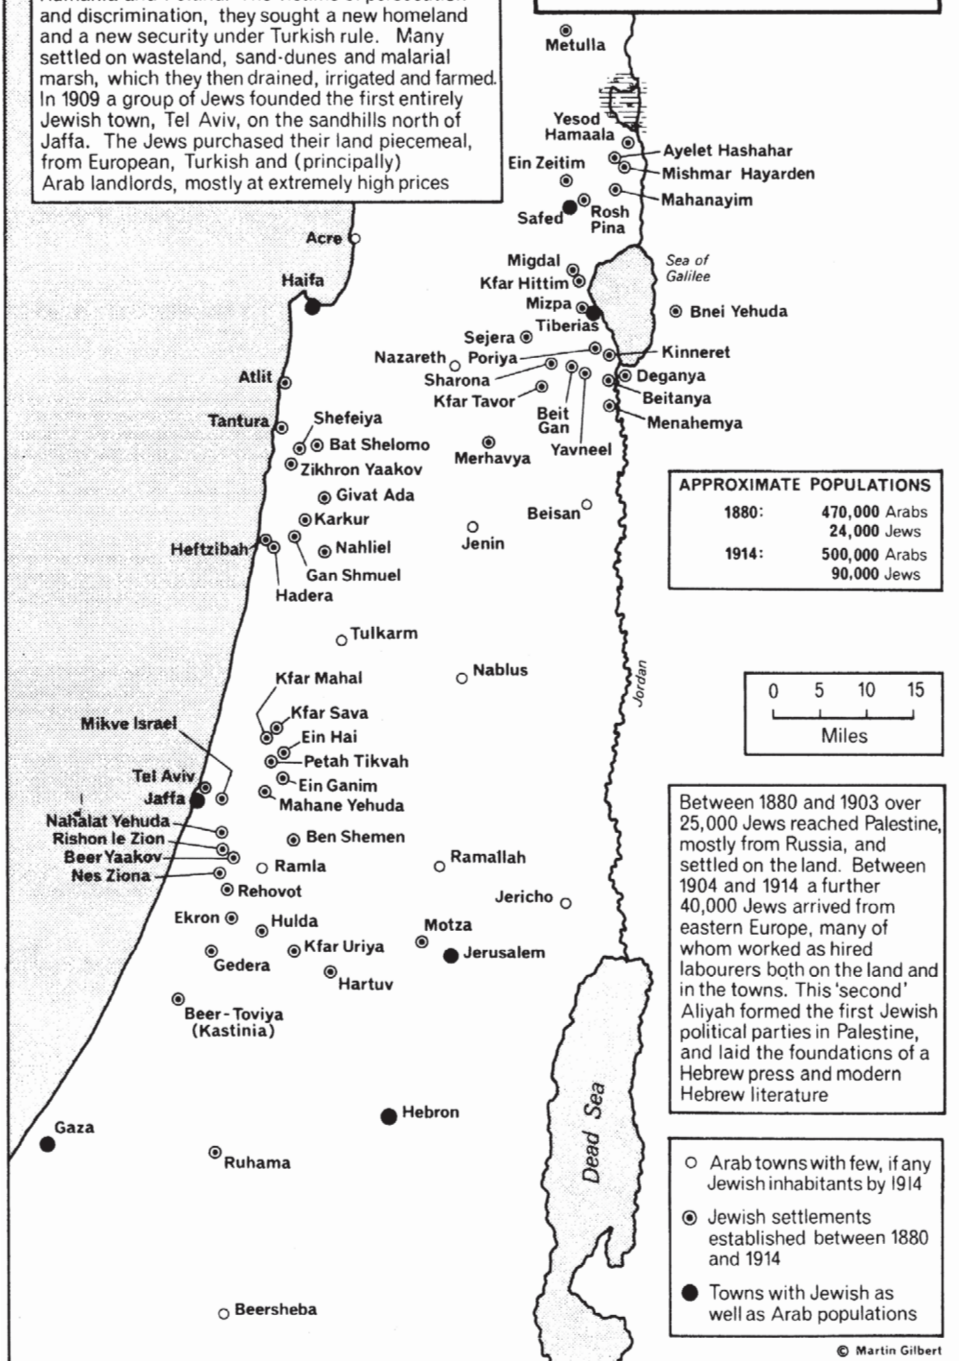 and discrimination, they sought a new homeland
and a new security under Turkish rule. Many
settled on wasteland, sand-dunes and malarial
marsh, which they then drained, irrigated and farmed.
In 1909 a group of Jews founded the first entirely
Jewish town, Tel Aviv, on the sandhills north of
Jaffa. The Jews purchased their land piecemeal,
from European, Turkish and (principally)
Arab landlords, mostly at extremely high prices
Metulla
Yesod
Hamaala
Ayelet Hashahar
Ein Zeitim
Mishmar Hayarden
Mahanayim
Safed
Rosh
Pina
Acre
Sea of
Galilee
Migdal
Haifa
Kfar Hittim
Mizpa
Bnei Yehuda
Tiberias
Sejera
Nazareth
Poriya
Kinneret
Atlit
Sharona
Deganya
Kfar Tavor
Beitanya
Beit
Gan
Menahemya
Tantura
Shefeiya
Bat Shelomo
Yavneel
Merhavya
Zikhron Yaakov
Givat Ada
Beisan
Karkur
Jenin
Heftzibah
Nahliel
Gan Shmuel
Hadera
APPROXIMATE POPULATIONS
1880: 470,000 Arabs
24,000 Jews
1914: 500,000 Arabs
90,000 Jews
Tulkarm
Nablus
Jordan
Kfar Mahal
0 5 10 15
Miles
Kfar Sava
Mikve Israel
Ein Hai
Petah Tikvah
Tel Aviv
Ein Ganim
Jaffa
Mahane Yehuda
Nahalat Yehuda
Rishon le Zion
Ben Shemen
Beer Yaakov
Ramla
Ramallah
Nes Ziona
Rehovot
Jericho
Ekron
Hulda
Motza
Kfar Uriya
Jerusalem
Gedera
Hartuv
Beer-Toviya
(Kastinia)
Between 1880 and 1903 over
25,000 Jews reached Palestine,
mostly from Russia, and
settled on the land. Between
1904 and 1914 a further
40,000 Jews arrived from
eastern Europe, many of
whom worked as hired
labourers both on the land and
in the towns. This 'second'
Aliyah formed the first Jewish
political parties in Palestine,
and laid the foundations of a
Hebrew press and modern
Hebrew literature
Dead Sea
Hebron
Gaza
Ruhama
Beersheba
Arab towns with few, if any
Jewish inhabitants by 1914
Jewish settlements
established between 1880
and 1914
Towns with Jewish as
well as Arab populations
© Martin Gilbert